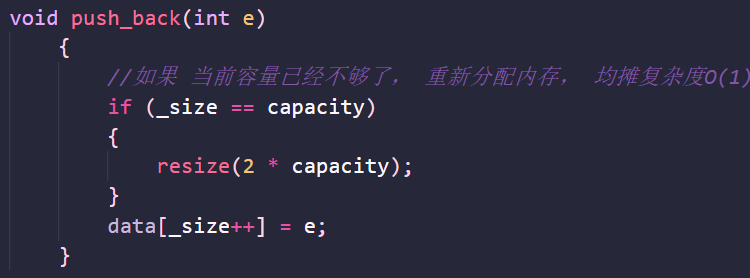 void push_back(int e)
{
//如果 当前容量已经不够了， 重新分配内存， 均摊复杂度O(1)
if (_size == capacity)
{
resize(2 * capacity);
}
data[_size++] = e;
}